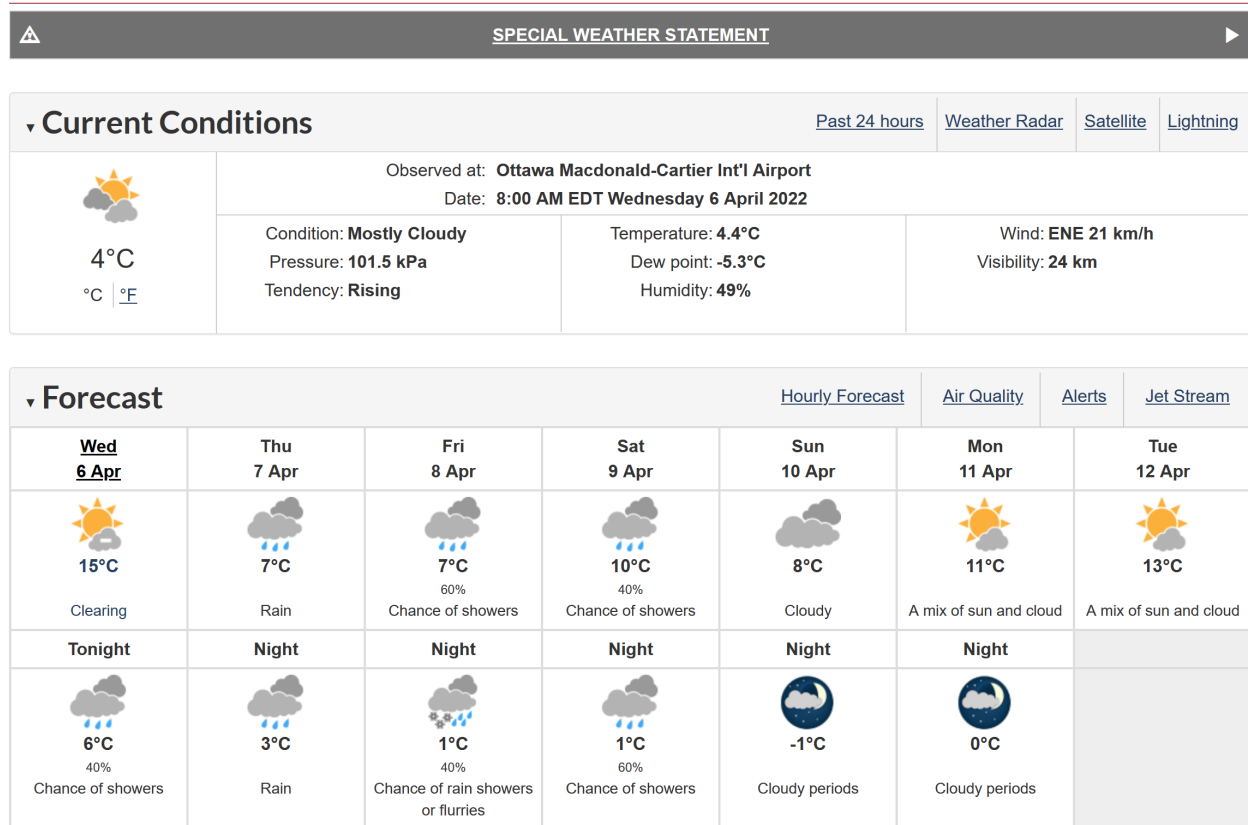 SPECIAL WEATHER STATEMENT
Current Conditions
Past 24 hours
Weather Radar
Satellite
Lightning
4°C
°C
°F
Observed at: Ottawa Macdonald-Cartier Int'l Airport
Date: 8:00 AM EDT Wednesday 6 April 2022
Condition: Mostly Cloudy
Pressure: 101.5 kPa
Tendency: Rising
Temperature: 4.4°C
Dew point: -5.3°C
Humidity: 49%
Wind: ENE 21 km/h
Visibility: 24 km
Forecast
Hourly Forecast
Air Quality
Alerts
Jet Stream
Wed
6 Apr
Thu
7 Apr
Fri
8 Apr
Sat
9 Apr
Sun
10 Apr
Mon
11 Apr
Tue
12 Apr
15°C
Clearing
7°C
Rain
7°C
60%
Chance of showers
10°C
40%
Chance of showers
8°C
Cloudy
11°C
A mix of sun and cloud
13°C
A mix of sun and cloud
Tonight
Night
Night
Night
Night
Night
6°C
40%
Chance of showers
3°C
Rain
1°C
40%
Chance of rain showers
or flurries
1°C
60%
Chance of showers
-1°C
Cloudy periods
0°C
Cloudy periods